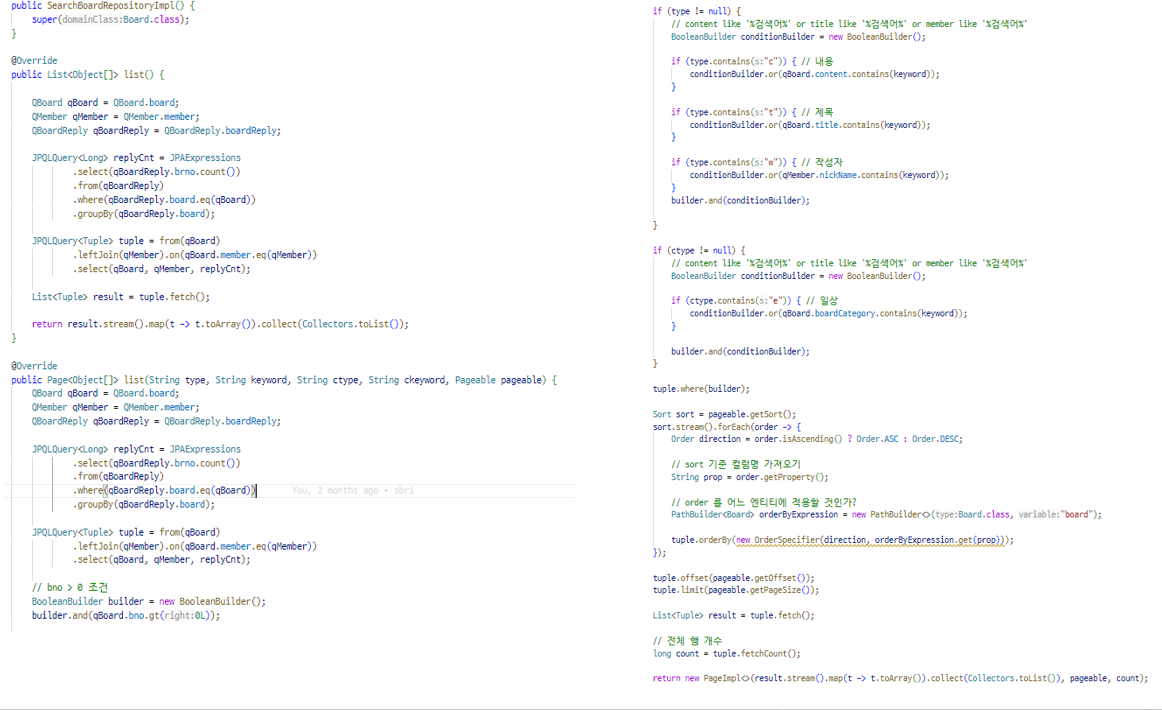 public SearchBoardRepositoryImpl() {
super(domainClass:Board.class);
}
@Override
public List<Object[]> list() {
QBoard qBoard = QBoard.board;
QMember qMember = QMember.member;
QBoardReply qBoardReply = QBoardReply.boardReply;
JPQLQuery<Long> replyCnt = JPAExpressions
.select(qBoardReply.brno.count())
.from(qBoardReply)
.where(qBoardReply.board.eq(qBoard))
.groupBy(qBoardReply.board);
JPQLQuery<Tuple> tuple = from(qBoard)
.leftJoin(qMember).on(qBoard.member.eq(qMember))
.select(qBoard, qMember, replyCnt);
List<Tuple> result = tuple.fetch();
return result.stream().map(t -> t.toArray()).collect(Collectors.toList());
}
@Override
public Page<Object[]> list(String type, String keyword, String ctype, String ckeyword, Pageable pageable) {
QBoard qBoard = QBoard.board;
QMember qMember = QMember.member;
QBoardReply qBoardReply = QBoardReply.boardReply;
JPQLQuery<Long> replyCnt = JPAExpressions
.select(qBoardReply.brno.count())
.from(qBoardReply)
.where(qBoardReply.board.eq(qBoard)) You, 2 months ago • sbri
.groupBy(qBoardReply.board);
JPQLQuery<Tuple> tuple = from(qBoard)
.leftJoin(qMember).on(qBoard.member.eq(qMember))
.select(qBoard, qMember, replyCnt);
// bno > 0 조건
BooleanBuilder builder = new BooleanBuilder();
builder.and(qBoard.bno.gt(right:0L));
if (type != null) {
// content like '%검색어%' or title like '%검색어%' or member like '%검색어%'
BooleanBuilder conditionBuilder = new BooleanBuilder();
if (type.contains(s:"c")) { // 내용
conditionBuilder.or(qBoard.content.contains(keyword));
}
if (type.contains(s:"t")) { // 제목
conditionBuilder.or(qBoard.title.contains(keyword));
}
if (type.contains(s:"w")) { // 작성자
conditionBuilder.or(qMember.nickName.contains(keyword));
}
builder.and(conditionBuilder);
}
if (ctype != null) {
// content like '%검색어%' or title like '%검색어%' or member like '%검색어%'
BooleanBuilder conditionBuilder = new BooleanBuilder();
if (ctype.contains(s:"e")) { // 일상
conditionBuilder.or(qBoard.boardCategory.contains(keyword));
}
builder.and(conditionBuilder);
}
tuple.where(builder);
Sort sort = pageable.getSort();
sort.stream().forEach(order -> {
Order direction = order.isAscending() ? Order.ASC : Order.DESC;
// sort 기준 컬럼명 가져오기
String prop = order.getProperty();
// order 를 어느 엔티티에 적용할 것인가?
PathBuilder<Board> orderByExpression = new PathBuilder<>(type:Board.class, variable:"board");
tuple.orderBy(new OrderSpecifier(direction, orderByExpression.get(prop)));
});
tuple.offset(pageable.getOffset());
tuple.limit(pageable.getPageSize());
List<Tuple> result = tuple.fetch();
// 전체 행 개수
long count = tuple.fetchCount();
return new PageImpl<>(result.stream().map(t -> t.toArray()).collect(Collectors.toList()), pageable, count);